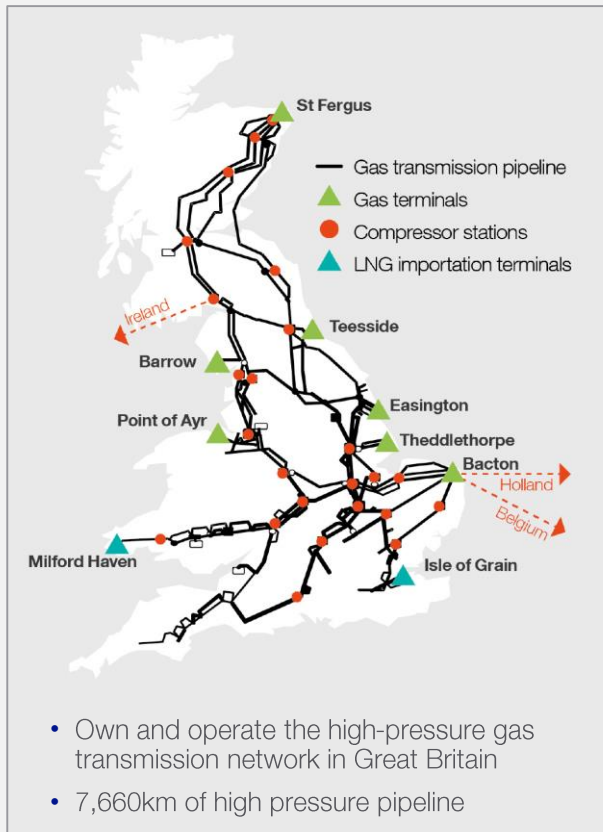 St Fergus
Gas transmission pipeline
Gas terminals
Compressor stations
LNG importation terminals
Ireland
Teesside
Barrow
Easington
Point of Ayr
Theddlethorpe
Bacton
Holland
Belgium
Milford Haven
Isle of Grain
• Own and operate the high-pressure gas
transmission network in Great Britain
• 7,660km of high pressure pipeline